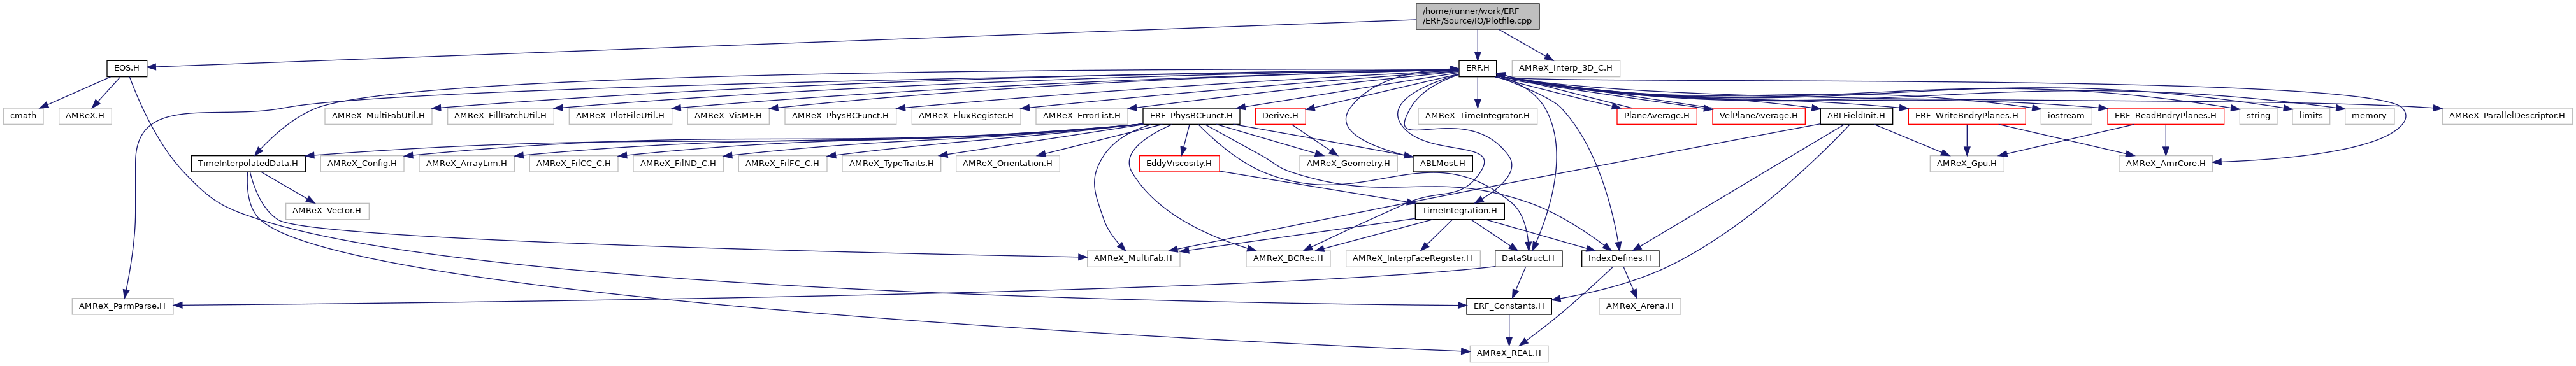 /home/runner/work/ERF
/ERF/Source/IO/Plotfile.cpp
EOS.H
ERF.H
AMReX_Interp_3D_C.H
cmath
AMReX.H
AMReX_MultiFabUtil.H
AMReX_FillPatchUtil.H
AMReX_PlotFileUtil.H
AMReX_VisMF.H
AMReX_PhysBCFunct.H
AMReX_FluxRegister.H
AMReX_ErrorList.H
ERF_PhysBCFunct.H
Derive.H
AMReX_TimeIntegrator.H
PlaneAverage.H
VelPlaneAverage.H
ABLFieldInit.H
ERF_WriteBndryPlanes.H
iostream
ERF_ReadBndryPlanes.H
string
limits
memory
AMReX_ParallelDescriptor.H
TimeInterpolatedData.H
AMReX_Config.H
AMReX_ArrayLim.H
AMReX_FilCC_C.H
AMReX_FilND_C.H
AMReX_FilFC_C.H
AMReX_TypeTraits.H
AMReX_Orientation.H
EddyViscosity.H
AMReX_Geometry.H
ABLMost.H
AMReX_Gpu.H
AMReX_AmrCore.H
AMReX_Vector.H
TimeIntegration.H
AMReX_MultiFab.H
AMReX_BCRec.H
AMReX_InterpFaceRegister.H
DataStruct.H
IndexDefines.H
AMReX_ParmParse.H
ERF_Constants.H
AMReX_Arena.H
AMReX_REAL.H